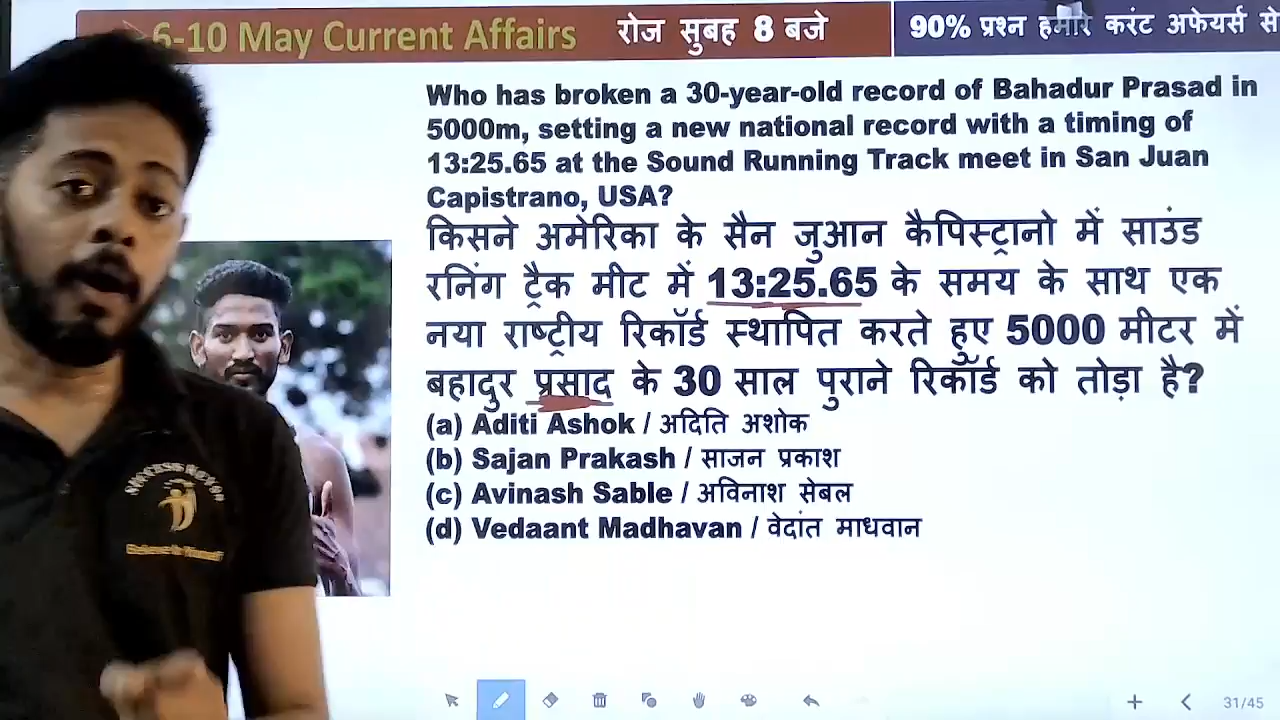 6-10 May Current Affairs
रोज सुबह 8 बजे
90% प्रश्न हमारे करंट अफेयर्स से
Who has broken a 30-year-old record of Bahadur Prasad in
5000m, setting a new national record with a timing of
13:25.65 at the Sound Running Track meet in San Juan
Capistrano, USA?
किसने अमेरिका के सैन जुआन कैपिस्ट्रानो में साउंड
रनिंग ट्रैक मीट में 13:25.65 के समय के साथ एक
नया राष्ट्रीय रिकॉर्ड स्थापित करते हुए 5000 मीटर में
बहादुर प्रसाद के 30 साल पुराने रिकॉर्ड को तोड़ा है?
(a) Aditi Ashok / अदिति अशोक
(b) Sajan Prakash / साजन प्रकाश
(c) Avinash Sable / अविनाश सेबल
(d) Vedaant Madhavan / वेदांत माधवान
31/45